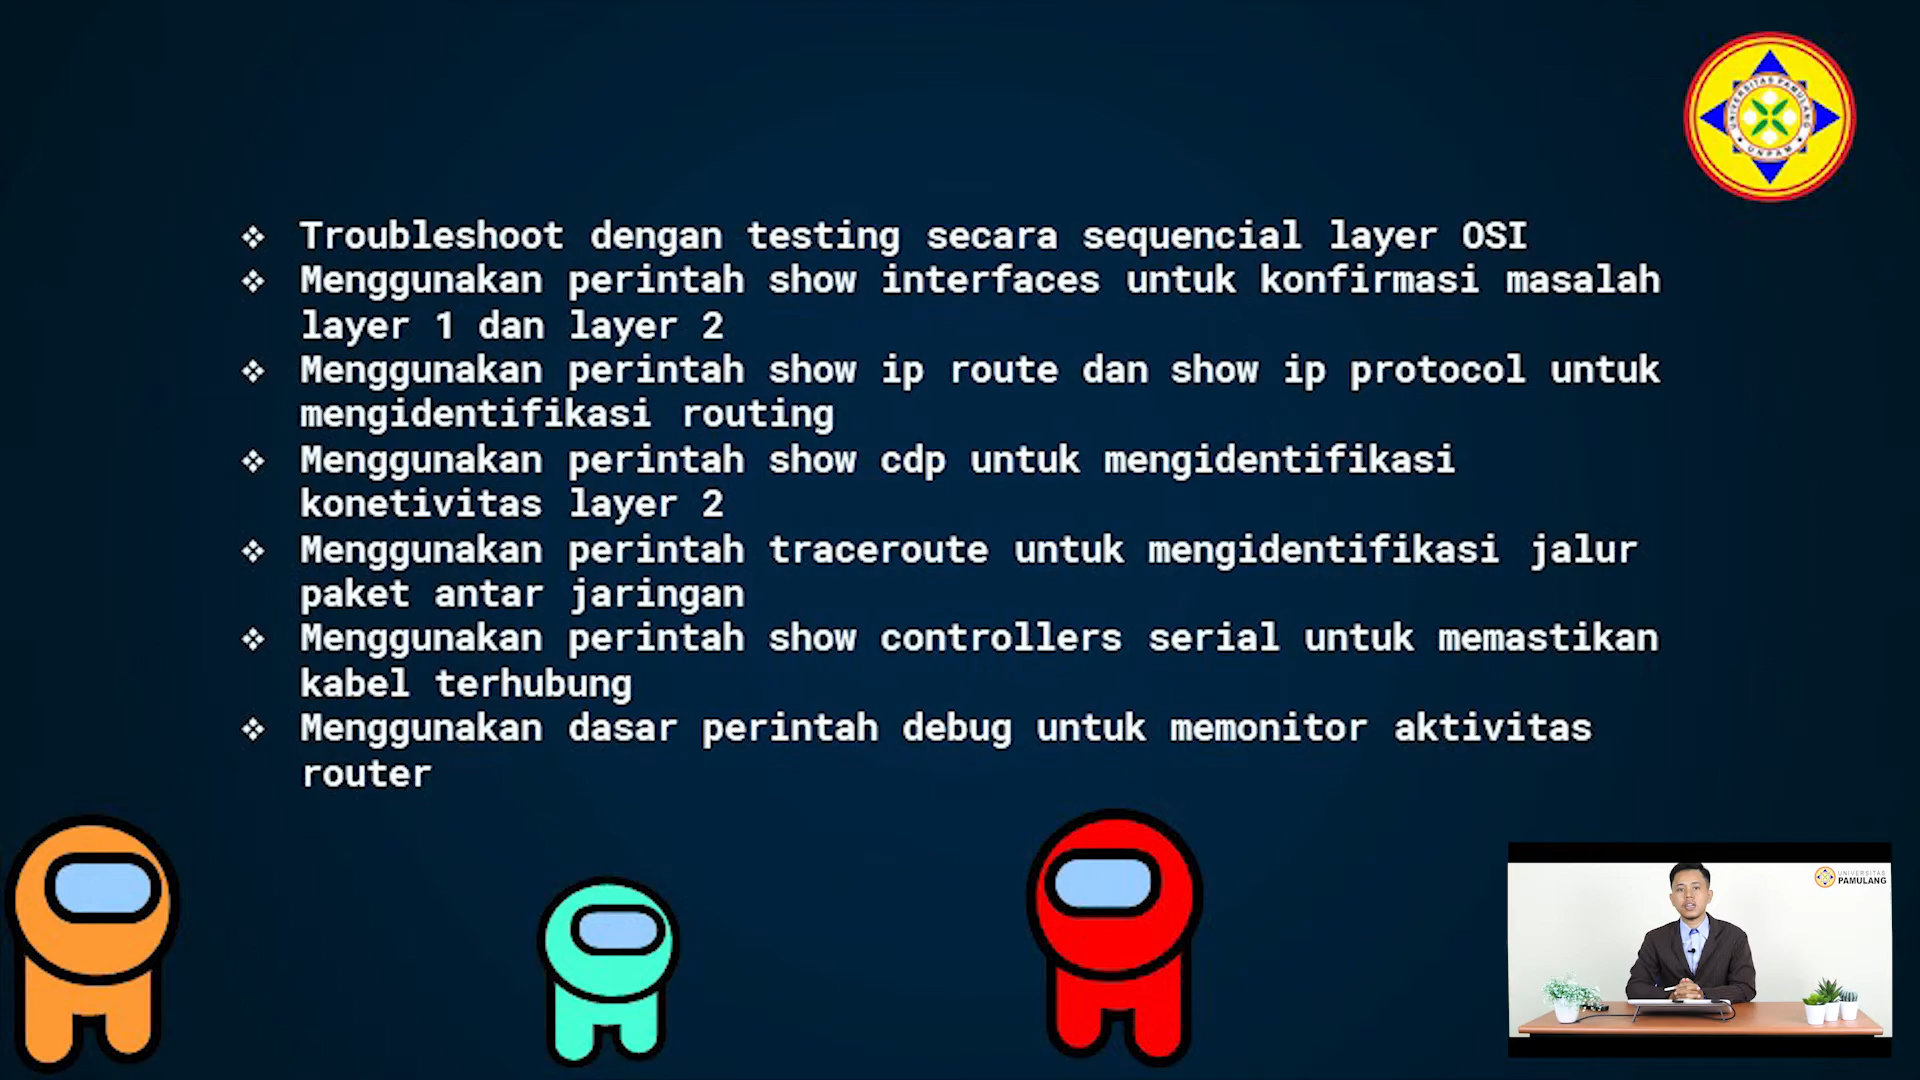 UNIVERSITAS PAMULANG
UNPAM
❖ Troubleshoot dengan testing secara sequencial layer OSI
❖ Menggunakan perintah show interfaces untuk konfirmasi masalah
layer 1 dan layer 2
❖ Menggunakan perintah show ip route dan show ip protocol untuk
mengidentifikasi routing
❖ Menggunakan perintah show cdp untuk mengidentifikasi
konetivitas layer 2
❖ Menggunakan perintah traceroute untuk mengidentifikasi jalur
paket antar jaringan
❖ Menggunakan perintah show controllers serial untuk memastikan
kabel terhubung
❖ Menggunakan dasar perintah debug untuk memonitor aktivitas
router
UNIVERSITAS
PAMULANG